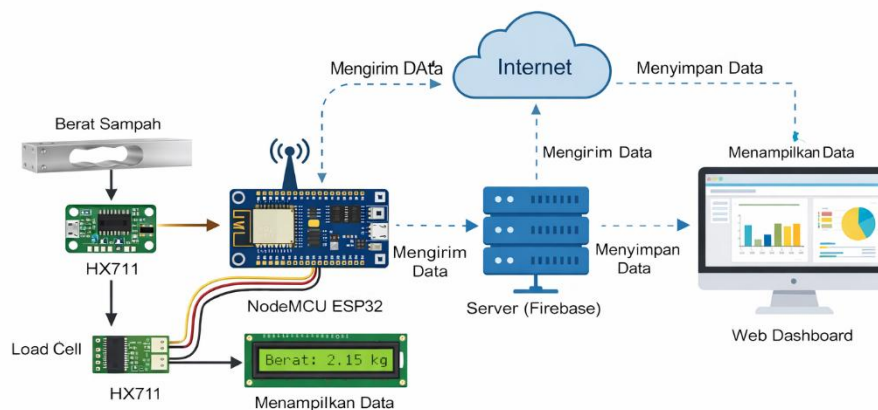 Internet
Mengirim DAta
Menyimpan Data
Berat Sampah
Mengirim Data
Menampilkan Data
HX711
Mengirim
Data
Menyimpan
Data
NodeMCU ESP32
Server (Firebase)
Web Dashboard
Load Cell
HX711
Berat: 2.15 kg
Menampilkan Data